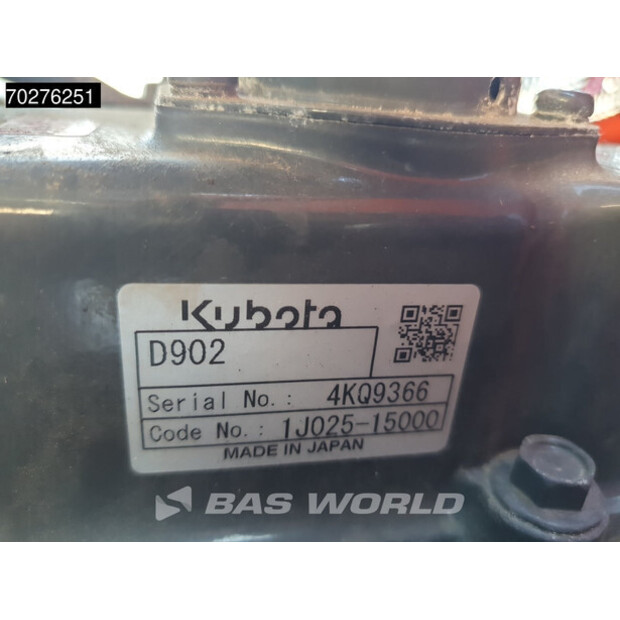 70276251
Kubota
D902
Serial No.: 4KQ9366
Code No.: 1J025-15000
MADE IN JAPAN
BAS WORLD